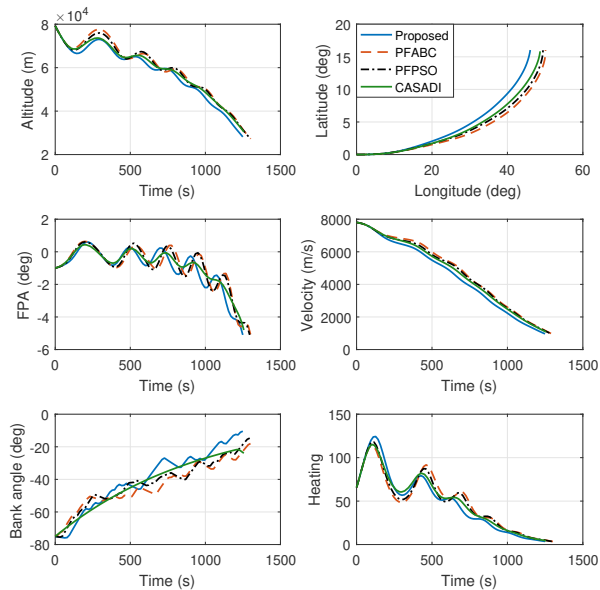 × 10⁴
8
6
4
2
Altitude (m)
0 500 1000 1500
Time (s)
20
15
10
5
0
Latitude (deg)
Proposed
PFABC
PFPSO
CASADI
0 20 40 60
Longitude (deg)
2
0
-2
-4
-6
FPA (deg)
0 500 1000 1500
Time (s)
8000
6000
4000
2000
0
Velocity (m/s)
0 500 1000 1500
Time (s)
0
-20
-40
-60
-80
Bank angle (deg)
0 500 1000 1500
Time (s)
150
100
50
0
Heating
0 500 1000 1500
Time (s)